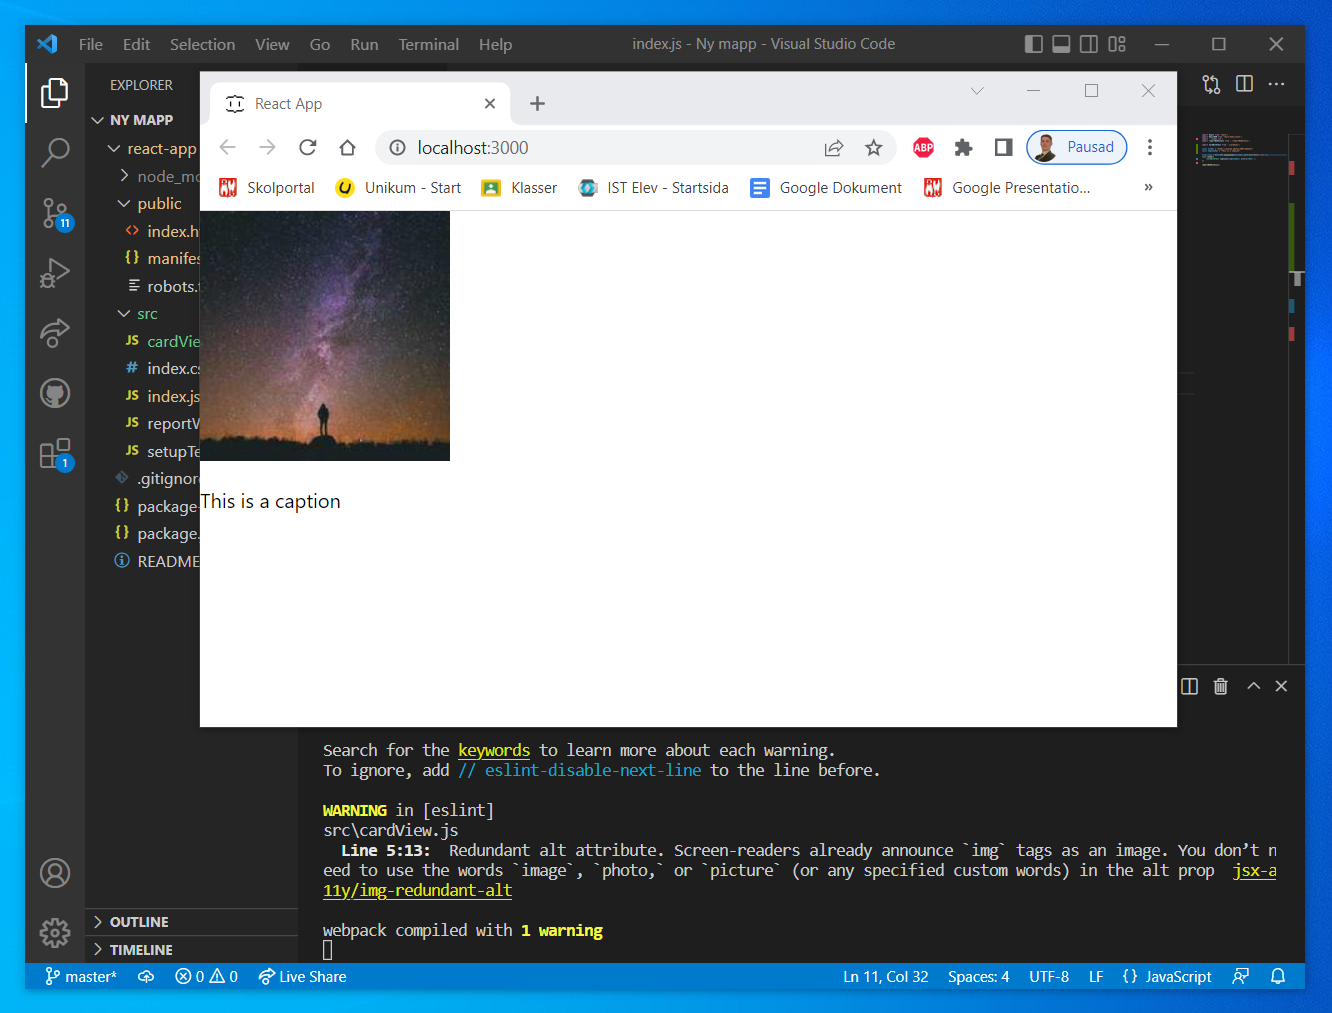 File Edit Selection View Go Run Terminal Help
index.js - Ny mapp - Visual Studio Code
EXPLORER
NY MAPP
react-app
node_mo
public
index.h
manifes
robots.
src
cardVie
index.cs
index.js
reportV
setupTe
.gitignor
package-
package.
README
11
1
React App
localhost:3000
ABP
Pausad
Skolportal
Unikum - Start
Klasser
IST Elev - Startsida
Google Dokument
Google Presentatio...
»
This is a caption
Search for the keywords to learn more about each warning.
To ignore, add // eslint-disable-next-line to the line before.
WARNING in [eslint]
src\cardView.js
Line 5:13: Redundant alt attribute. Screen-readers already announce `img` tags as an image. You don’t n
eed to use the words `image`, `photo,` or `picture` (or any specified custom words) in the alt prop jsx-a
11y/img-redundant-alt
webpack compiled with 1 warning
OUTLINE
TIMELINE
master* 0 0 Live Share
Ln 11, Col 32 Spaces: 4 UTF-8 LF {} JavaScript